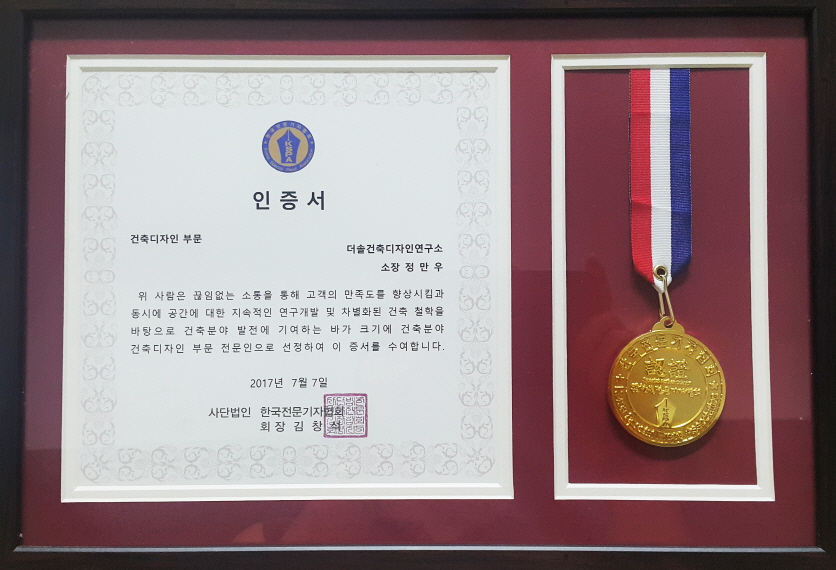 KSPA
인증서
건축디자인 부문
더솔건축디자인연구소
소장 정만우
위 사람은 끊임없는 소통을 통해 고객의 만족도를 향상시킴과
동시에 공간에 대한 지속적인 연구개발 및 차별화된 건축 철학을
바탕으로 건축분야 발전에 기여하는 바가 크기에 건축분야
건축디자인 부문 전문인으로 선정하여 이 증서를 수여합니다.
2017년 7월 7일
사단법인 한국전문기자협회
회장 김창석
認證